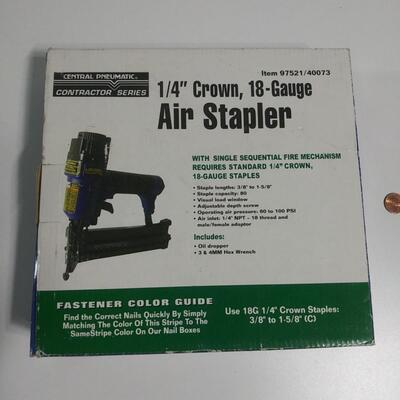 Item 97521/40073
CENTRAL PNEUMATIC®
CONTRACTOR SERIES
1/4" Crown, 18-Gauge
Air Stapler
WITH SINGLE SEQUENTIAL FIRE MECHANISM
REQUIRES STANDARD 1/4" CROWN,
18-GAUGE STAPLES
• Staple lengths: 3/8" to 1-5/8"
• Staple capacity: 80
• Visual load window
• Adjustable depth screw
• Operating air pressure: 60 to 100 PSI
• Air inlet: 1/4" NPT - 18 thread and
male/female adaptor
Includes:
• Oil dropper
• 3 & 4MM Hex Wrench
FASTENER COLOR GUIDE
Find the Correct Nails Quickly By Simply
Matching The Color Of This Stripe To The
SameStripe Color On Our Nail Boxes
Use 18G 1/4" Crown Staples:
3/8" to 1-5/8" (C)